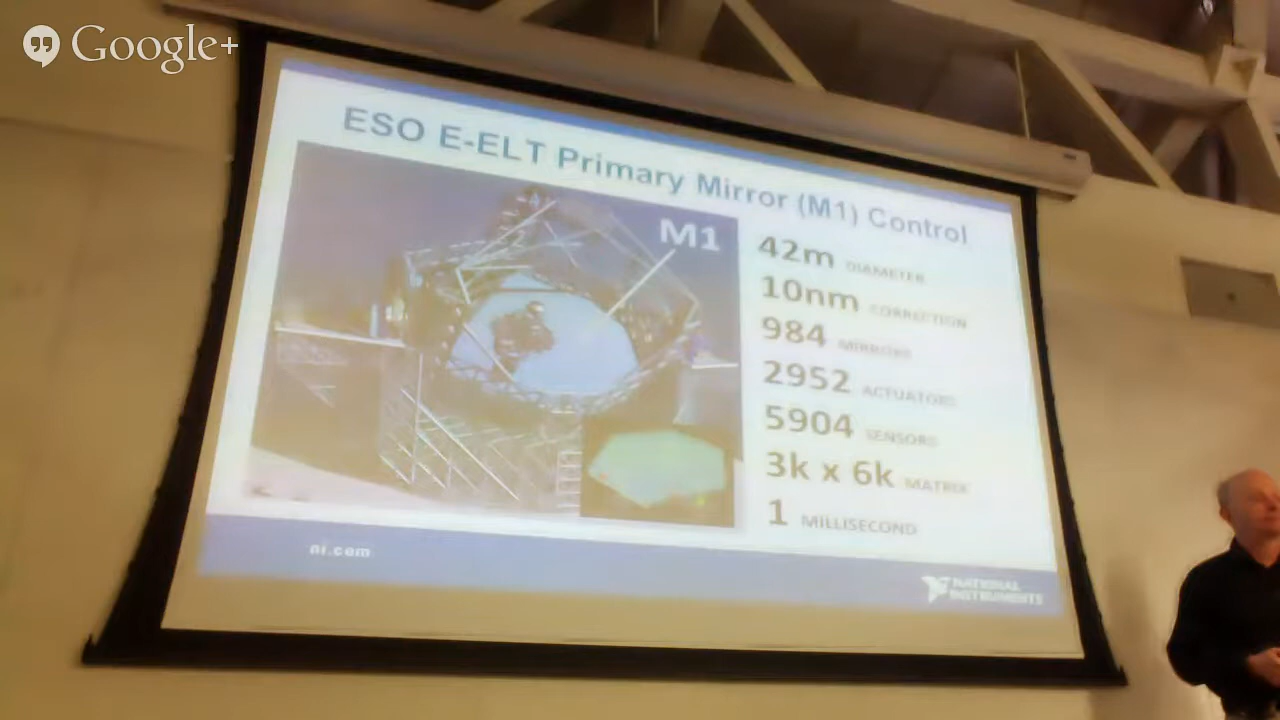 Google+
ESO E-ELT Primary Mirror (M1) Control
M1
42m DIAMETER
10nm CORRECTION
984 MIRRORS
2952 ACTUATORS
5904 SENSORS
3k x 6k MATRIX
1 MILLISECOND
ni.com
NATIONAL
INSTRUMENTS